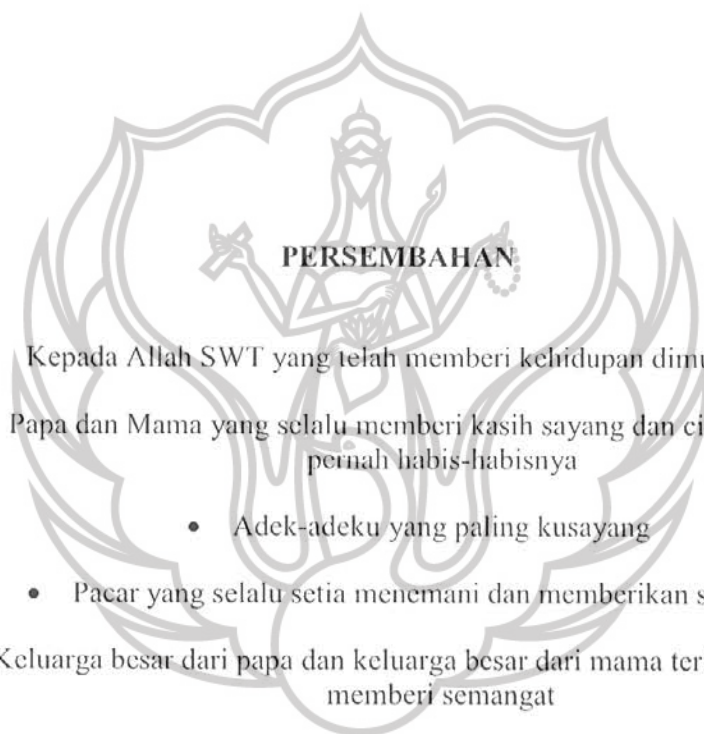 PERSEMBAHAN
Kepada Allah SWT yang telah memberi kehidupan
Papa dan Mama yang selalu memberi kasih sayang dan
pernah habis-habisnya
• Adek-adeku yang paling kusayang
• Pacar yang selalu setia menemani dan memberikan
Keluarga besar dari papa dan keluarga besar dari mama
memberi semangat